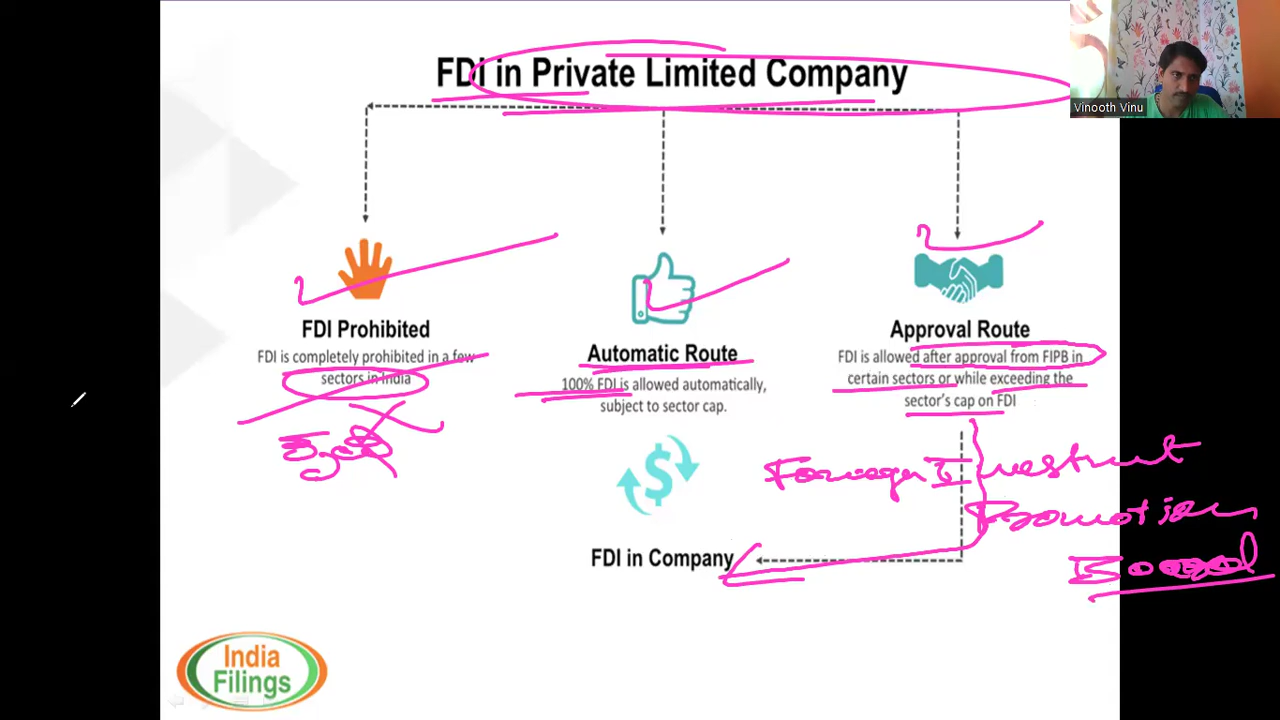 FDI in Private Limited Company
Vinooth Vinu
FDI Prohibited
FDI is completely prohibited in a few
sectors in India
Automatic Route
100% FDI is allowed automatically,
subject to sector cap.
Approval Route
FDI is allowed after approval from FIPB in
certain sectors or while exceeding the
sector's cap on FDI
Foreign Investment
Promotion
Board
FDI in Company
India
Filings